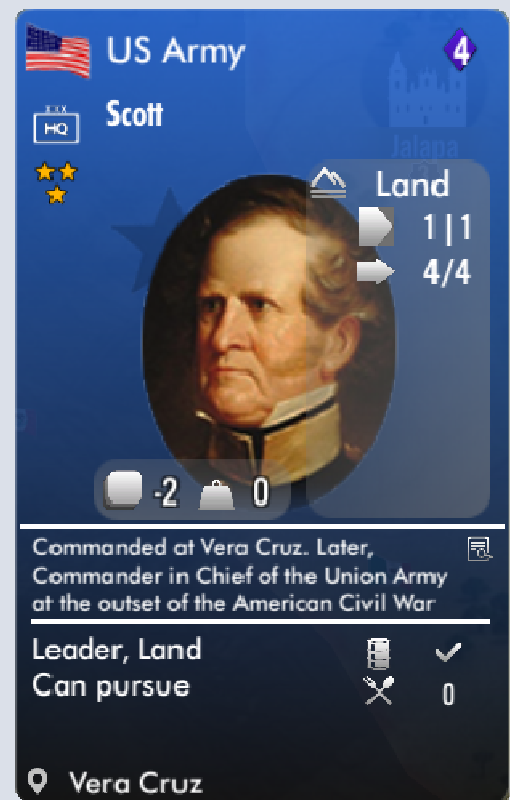 US Army
4
XX
HQ
Scott
Jalapa
Land
1|1
4/4
-2
0
Commanded at Vera Cruz. Later,
Commander in Chief of the Union Army
at the outset of the American Civil War
Leader, Land
Can pursue
0
Vera Cruz